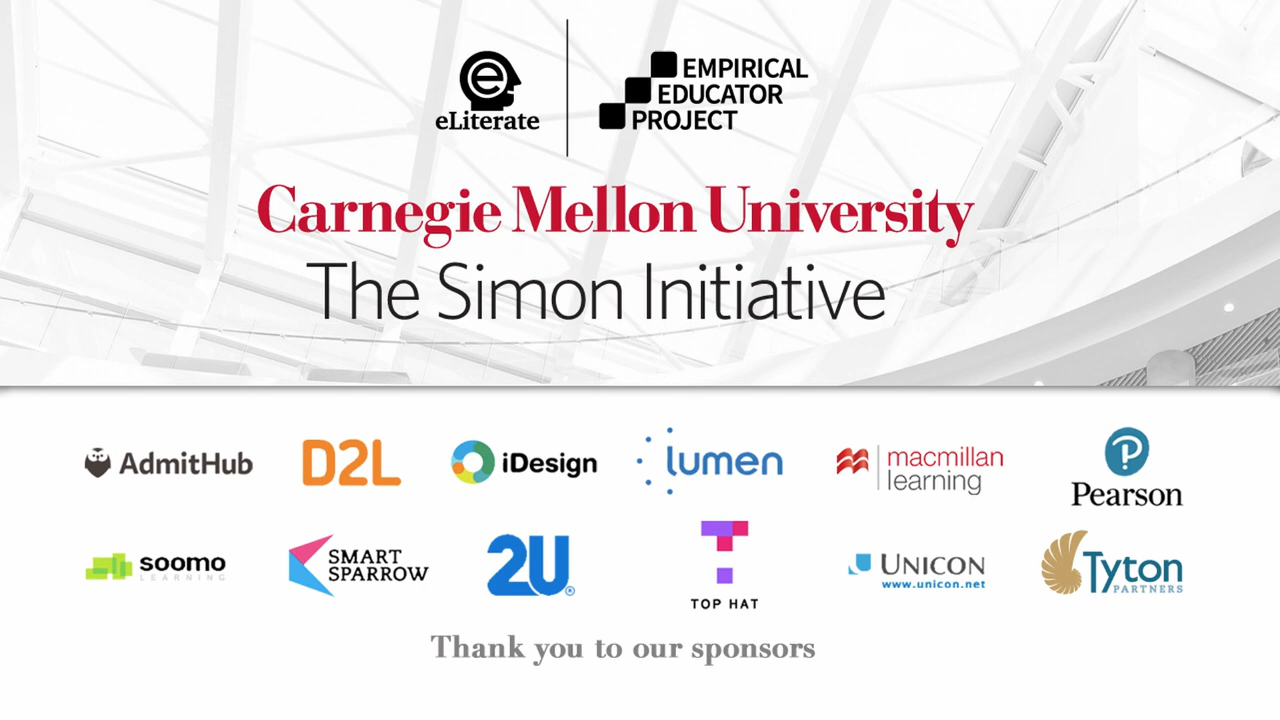 eLiterate
EMPIRICAL
EDUCATOR
PROJECT
Carnegie Mellon University
The Simon Initiative
AdmitHub
D2L
iDesign
lumen
macmillan
learning
Pearson
soomo
LEARNING
SMART
SPARROW
2U®
TOP HAT
UNICON
www.unicon.net
Tyton
PARTNERS
Thank you to our sponsors